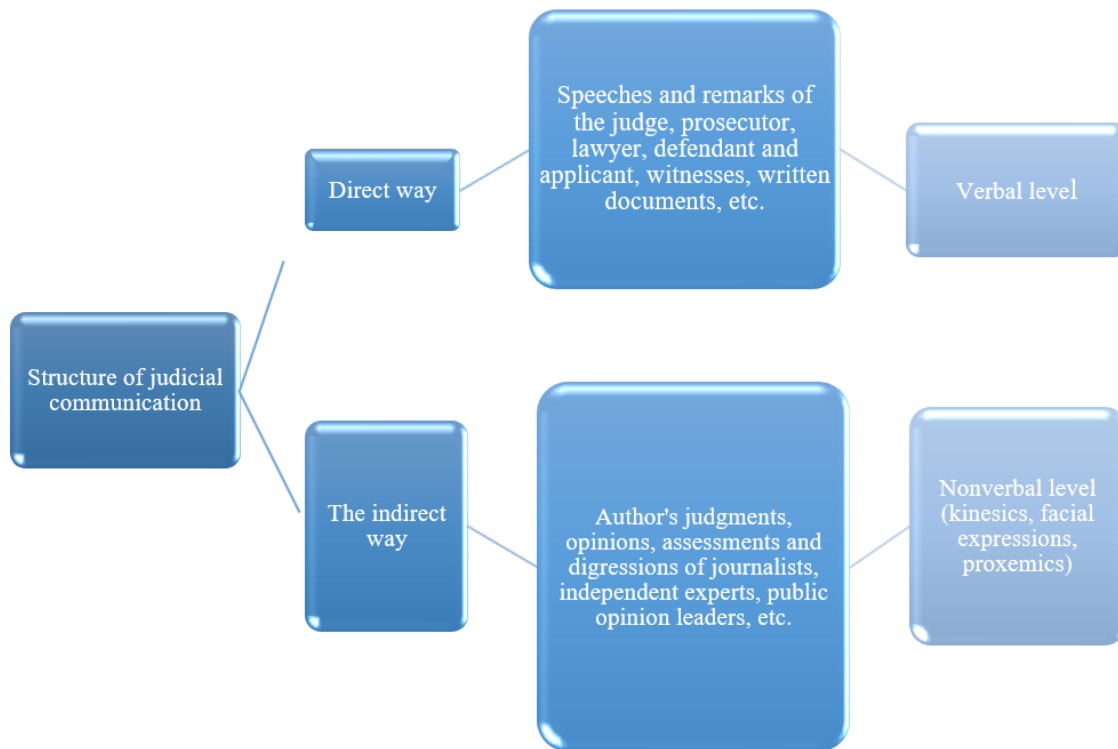 Structure of judicial
communication
Direct way
Speeches and remarks of
the judge, prosecutor,
lawyer, defendant and
applicant, witnesses, written
documents, etc.
Verbal level
The indirect
way
Author's judgments,
opinions, assessments and
digressions of journalists,
independent experts, public
opinion leaders, etc.
Nonverbal level
(kinesics, facial
expressions,
proxemics)